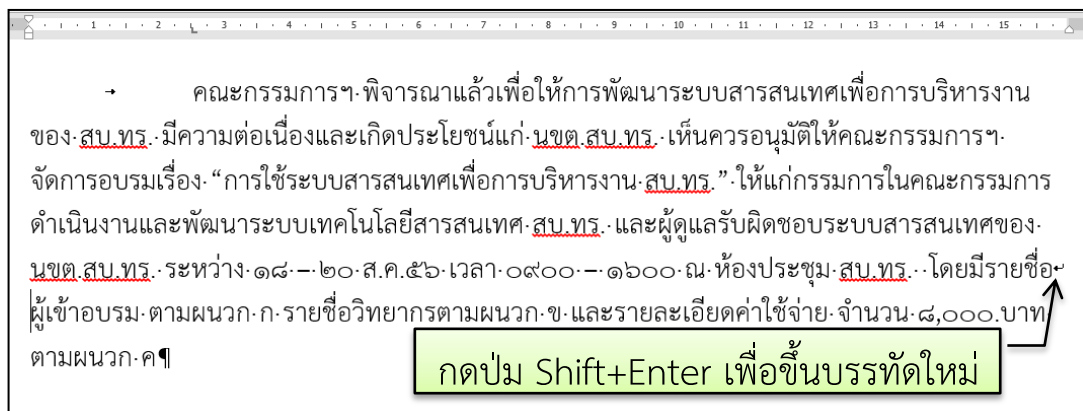 1 2 3 4 5 6 7 8 9 10 11 12 13 14 15
คณะกรรมการฯ พิจารณาแล้วเพื่อให้การพัฒนาระบบสารสนเทศเพื่อการบริหารงาน
ของ สบ.ทร. มีความต่อเนื่องและเกิดประโยชน์แก่ นขต.สบ.ทร. เห็นควรอนุมัติให้คณะกรรมการฯ
จัดการอบรมเรื่อง “การใช้ระบบสารสนเทศเพื่อการบริหารงาน สบ.ทร.” ให้แก่กรรมการในคณะกรรมการ
ดำเนินงานและพัฒนาระบบเทคโนโลยีสารสนเทศ สบ.ทร. และผู้ดูแลรับผิดชอบระบบสารสนเทศของ
นขต.สบ.ทร. ระหว่าง ๑๘ – ๒๐ ส.ค.๕๖ เวลา ๐๙๐๐ – ๑๖๐๐ ณ ห้องประชุม สบ.ทร.  โดยมีรายชื่อ
ผู้เข้าอบรม ตามผนวก ก รายชื่อวิทยากรตามผนวก ข และรายละเอียดค่าใช้จ่าย จำนวน ๘,๐๐๐.บาท
ตามผนวก ค¶
กดปุ่ม Shift+Enter เพื่อขึ้นบรรทัดใหม่